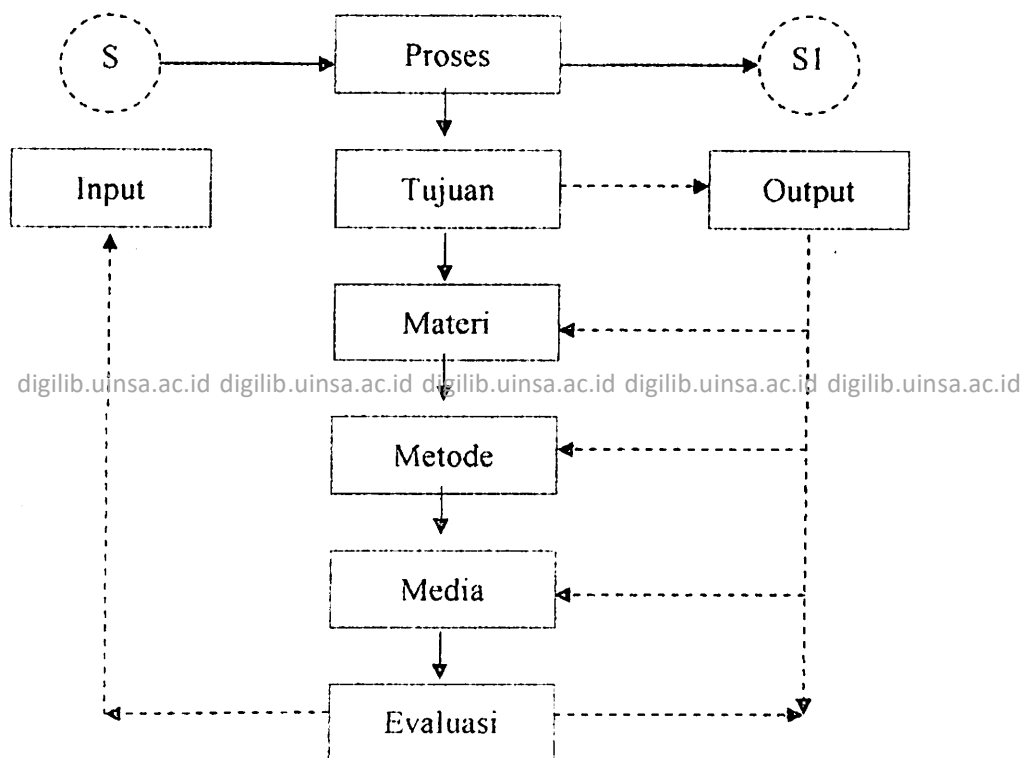 S
Proses
S1
Input
Tujuan
Output
Materi
digilib.uinsa.ac.id digilib.uinsa.ac.id digilib.uinsa.ac.id digilib.uinsa.ac.id digilib.uinsa.ac.id
Metode
Media
Evaluasi